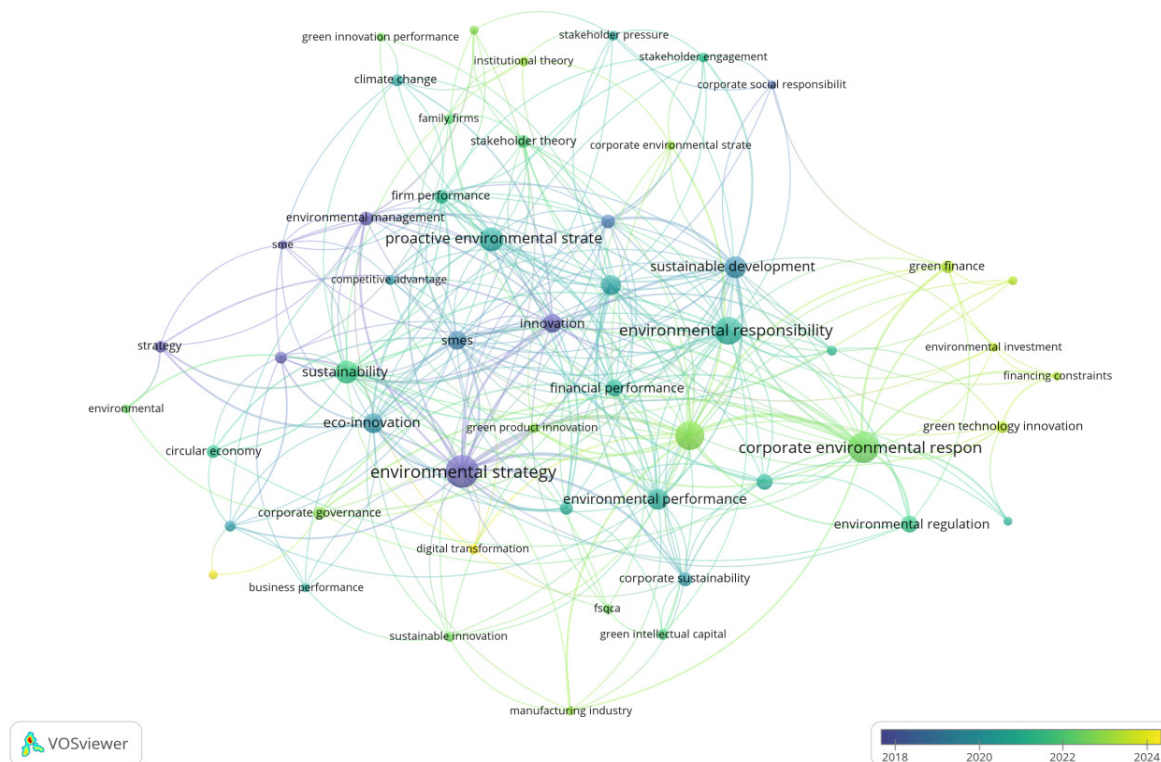 green innovation performance
stakeholder pressure
institutional theory
stakeholder engagement
climate change
corporate social responsibilit
family firms
stakeholder theory
corporate environmental strate
firm performance
environmental management
sme
proactive environmental strate
sustainable development
green finance
competitive advantage
innovation
environmental responsibility
smes
strategy
environmental investment
sustainability
financial performance
financing constraints
environmental
eco-innovation
green product innovation
green technology innovation
circular economy
corporate environmental respon
environmental strategy
environmental performance
corporate governance
environmental regulation
digital transformation
business performance
corporate sustainability
fsqca
sustainable innovation
green intellectual capital
manufacturing industry
VOSviewer
2018 2020 2022 2024